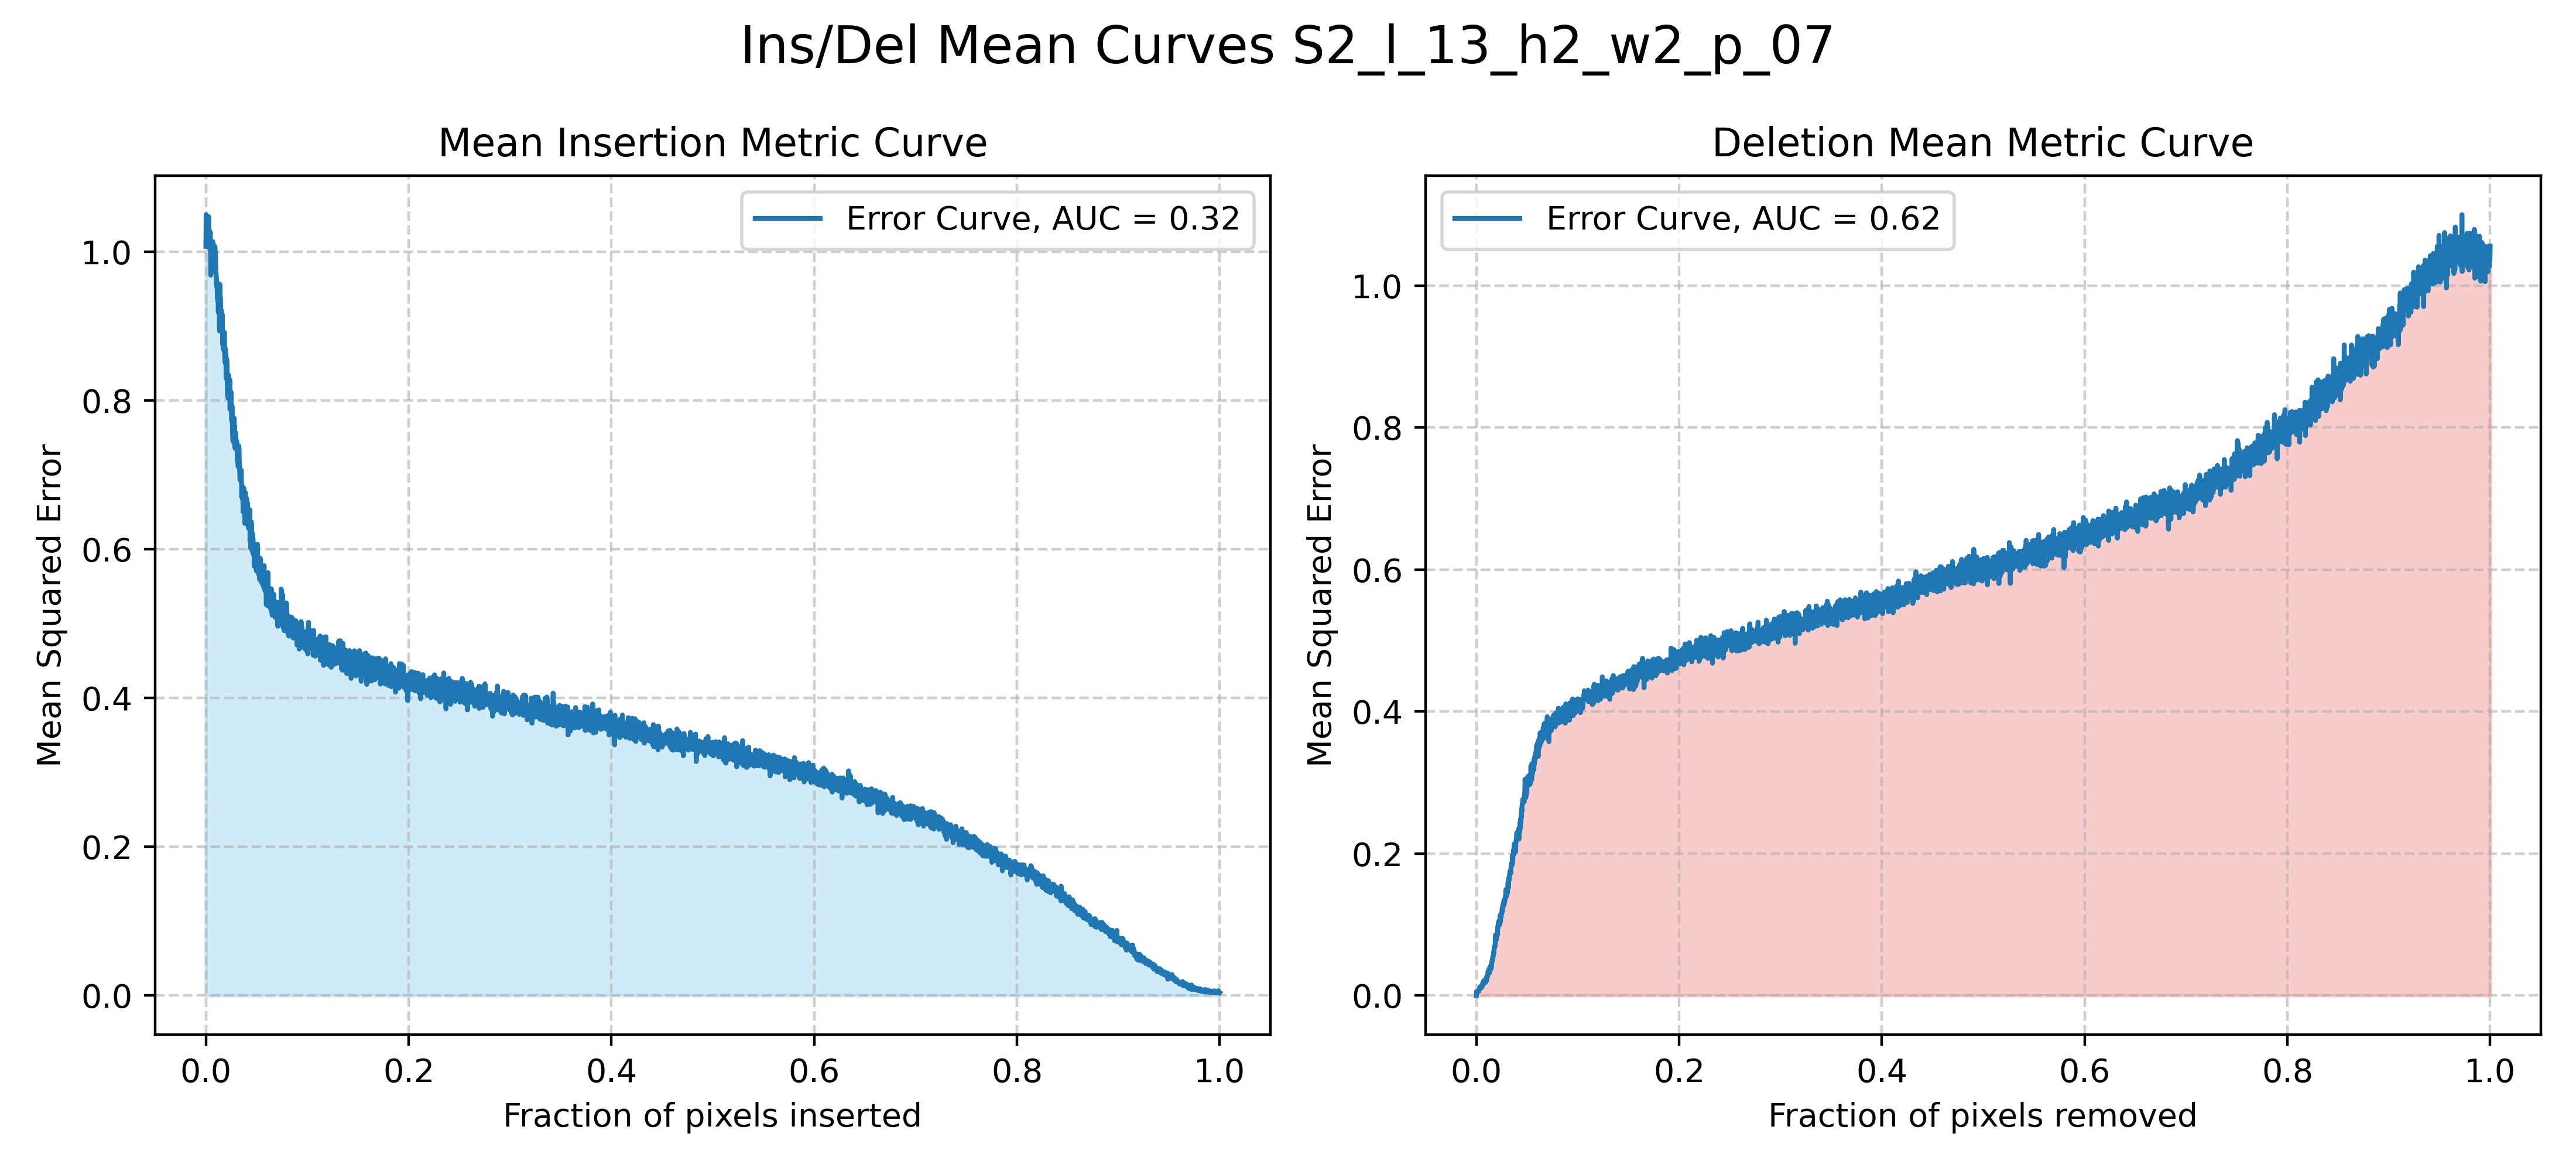 Ins/Del Mean Curves S2_l_13_h2_w2_p_07
Mean Insertion Metric Curve
Error Curve, AUC = 0.32
Mean Squared Error
1.0
0.8
0.6
0.4
0.2
0.0
0.0 0.2 0.4 0.6 0.8 1.0
Fraction of pixels inserted
Deletion Mean Metric Curve
Error Curve, AUC = 0.62
Mean Squared Error
1.0
0.8
0.6
0.4
0.2
0.0
0.0 0.2 0.4 0.6 0.8 1.0
Fraction of pixels removed